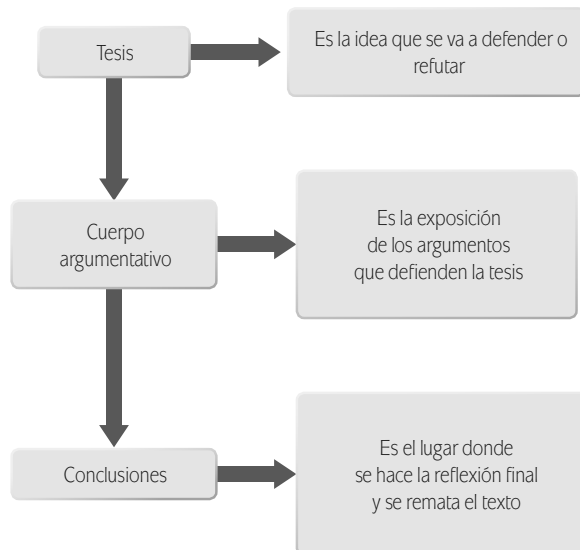 Tesis
Es la idea que se va a defender o
refutar
Cuerpo
argumentativo
Es la exposición
de los argumentos
que defienden la tesis
Conclusiones
Es el lugar donde
se hace la reflexión final
y se remata el texto